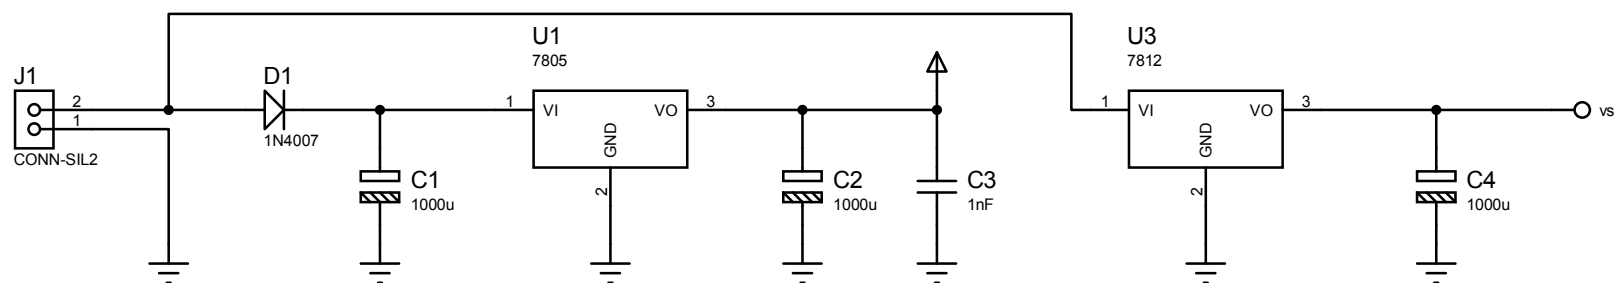 J1
2
1
CONN-SIL2
D1
1N4007
C1
1000u
U1
7805
1
VI
VO
3
GND
2
C2
1000u
C3
1nF
U3
7812
1
VI
VO
3
GND
2
C4
1000u
vs